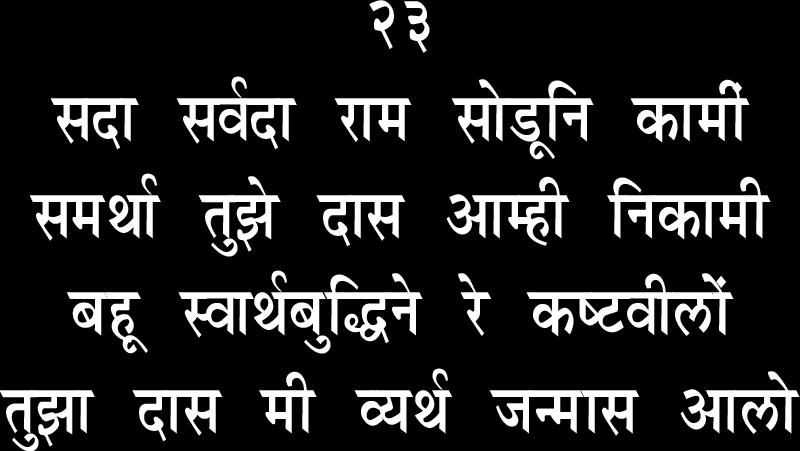 २३
सदा सर्वदा राम सोडूनि कामीं
समर्था तुझे दास आम्ही निकामी
बहू स्वार्थबुद्धिने रे कष्टवीलों
तुझा दास मी व्यर्थ जन्मास आलो